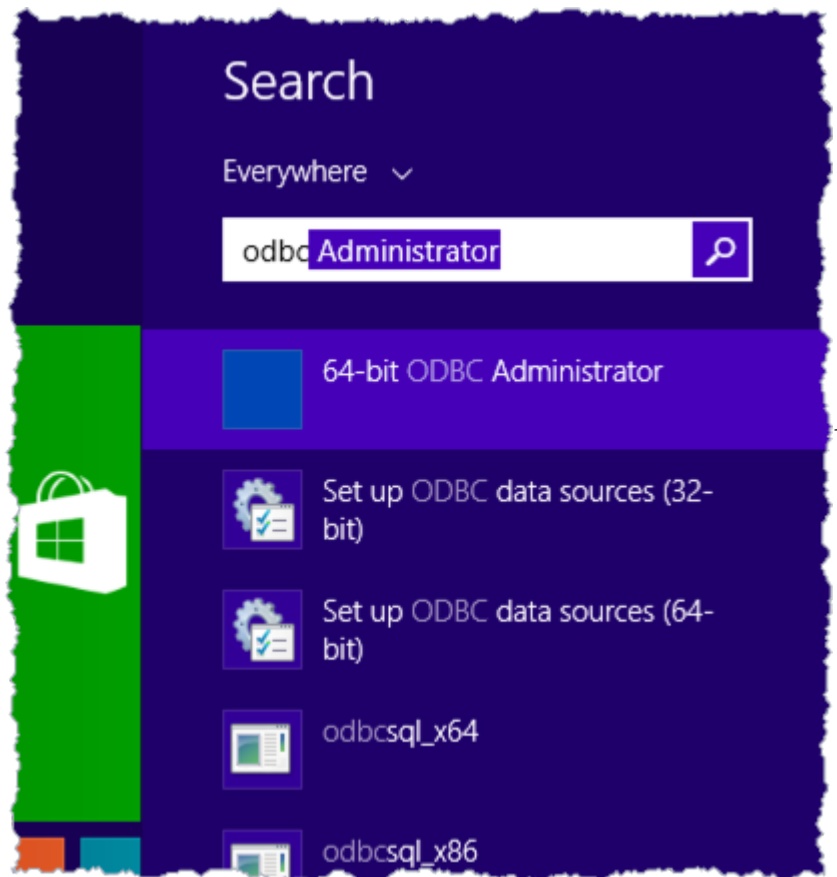 Search
Everywhere
odbc Administrator
64-bit ODBC Administrator
Set up ODBC data sources (32-
bit)
Set up ODBC data sources (64-
bit)
odbcsql_x64
odbcsql_x86